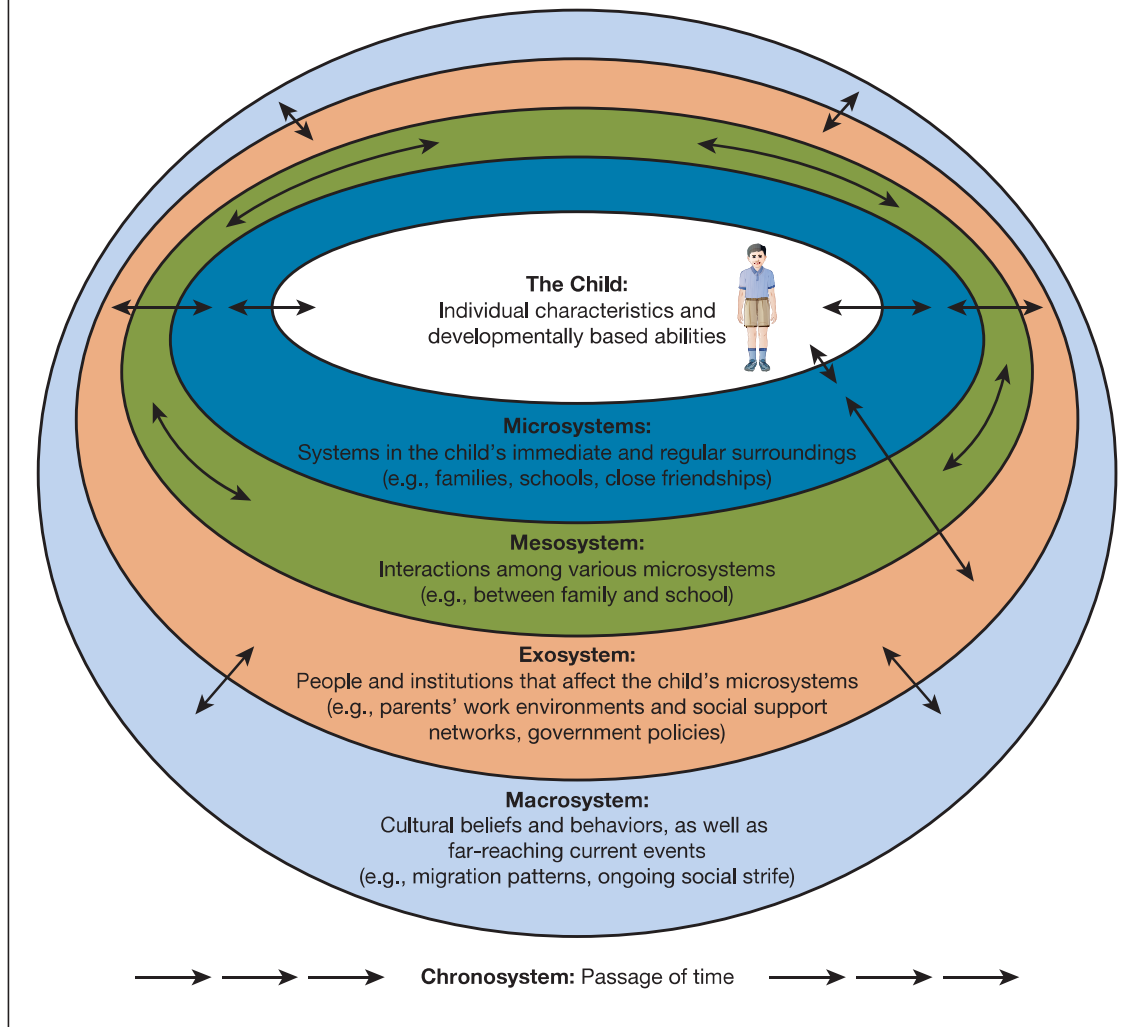 The Child:
Individual characteristics and
developmentally based abilities
Microsystems:
Systems in the child’s immediate and regular surroundings
(e.g., families, schools, close friendships)
Mesosystem:
Interactions among various microsystems
(e.g., between family and school)
Exosystem:
People and institutions that affect the child’s microsystems
(e.g., parents’ work environments and social support
networks, government policies)
Macrosystem:
Cultural beliefs and behaviors, as well as
far-reaching current events
(e.g., migration patterns, ongoing social strife)
Chronosystem: Passage of time